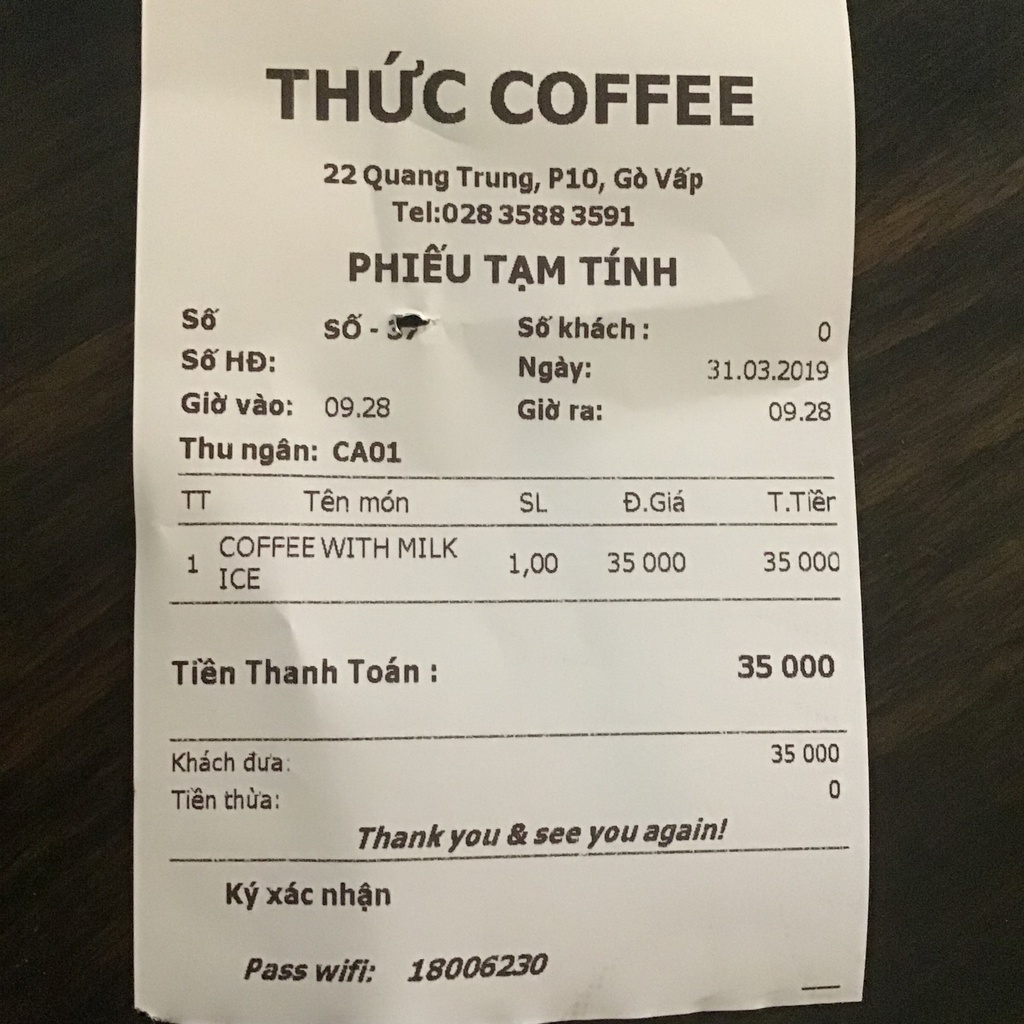 THỨC COFFEE
22 Quang Trung, P10, Gò Vấp
Tel:028 3588 3591
PHIẾU TẠM TÍNH
Số SỐ - 37 Số khách : 0
Số HĐ: Ngày: 31.03.2019
Giờ vào: 09.28 Giờ ra: 09.28
Thu ngân: CA01
TT Tên món SL Đ.Giá T.Tiền
1 COFFEE WITH MILK ICE 1,00 35 000 35 000
Tiền Thanh Toán : 35 000
Khách đưa: 35 000
Tiền thừa: 0
Thank you & see you again!
Ký xác nhận
Pass wifi: 18006230